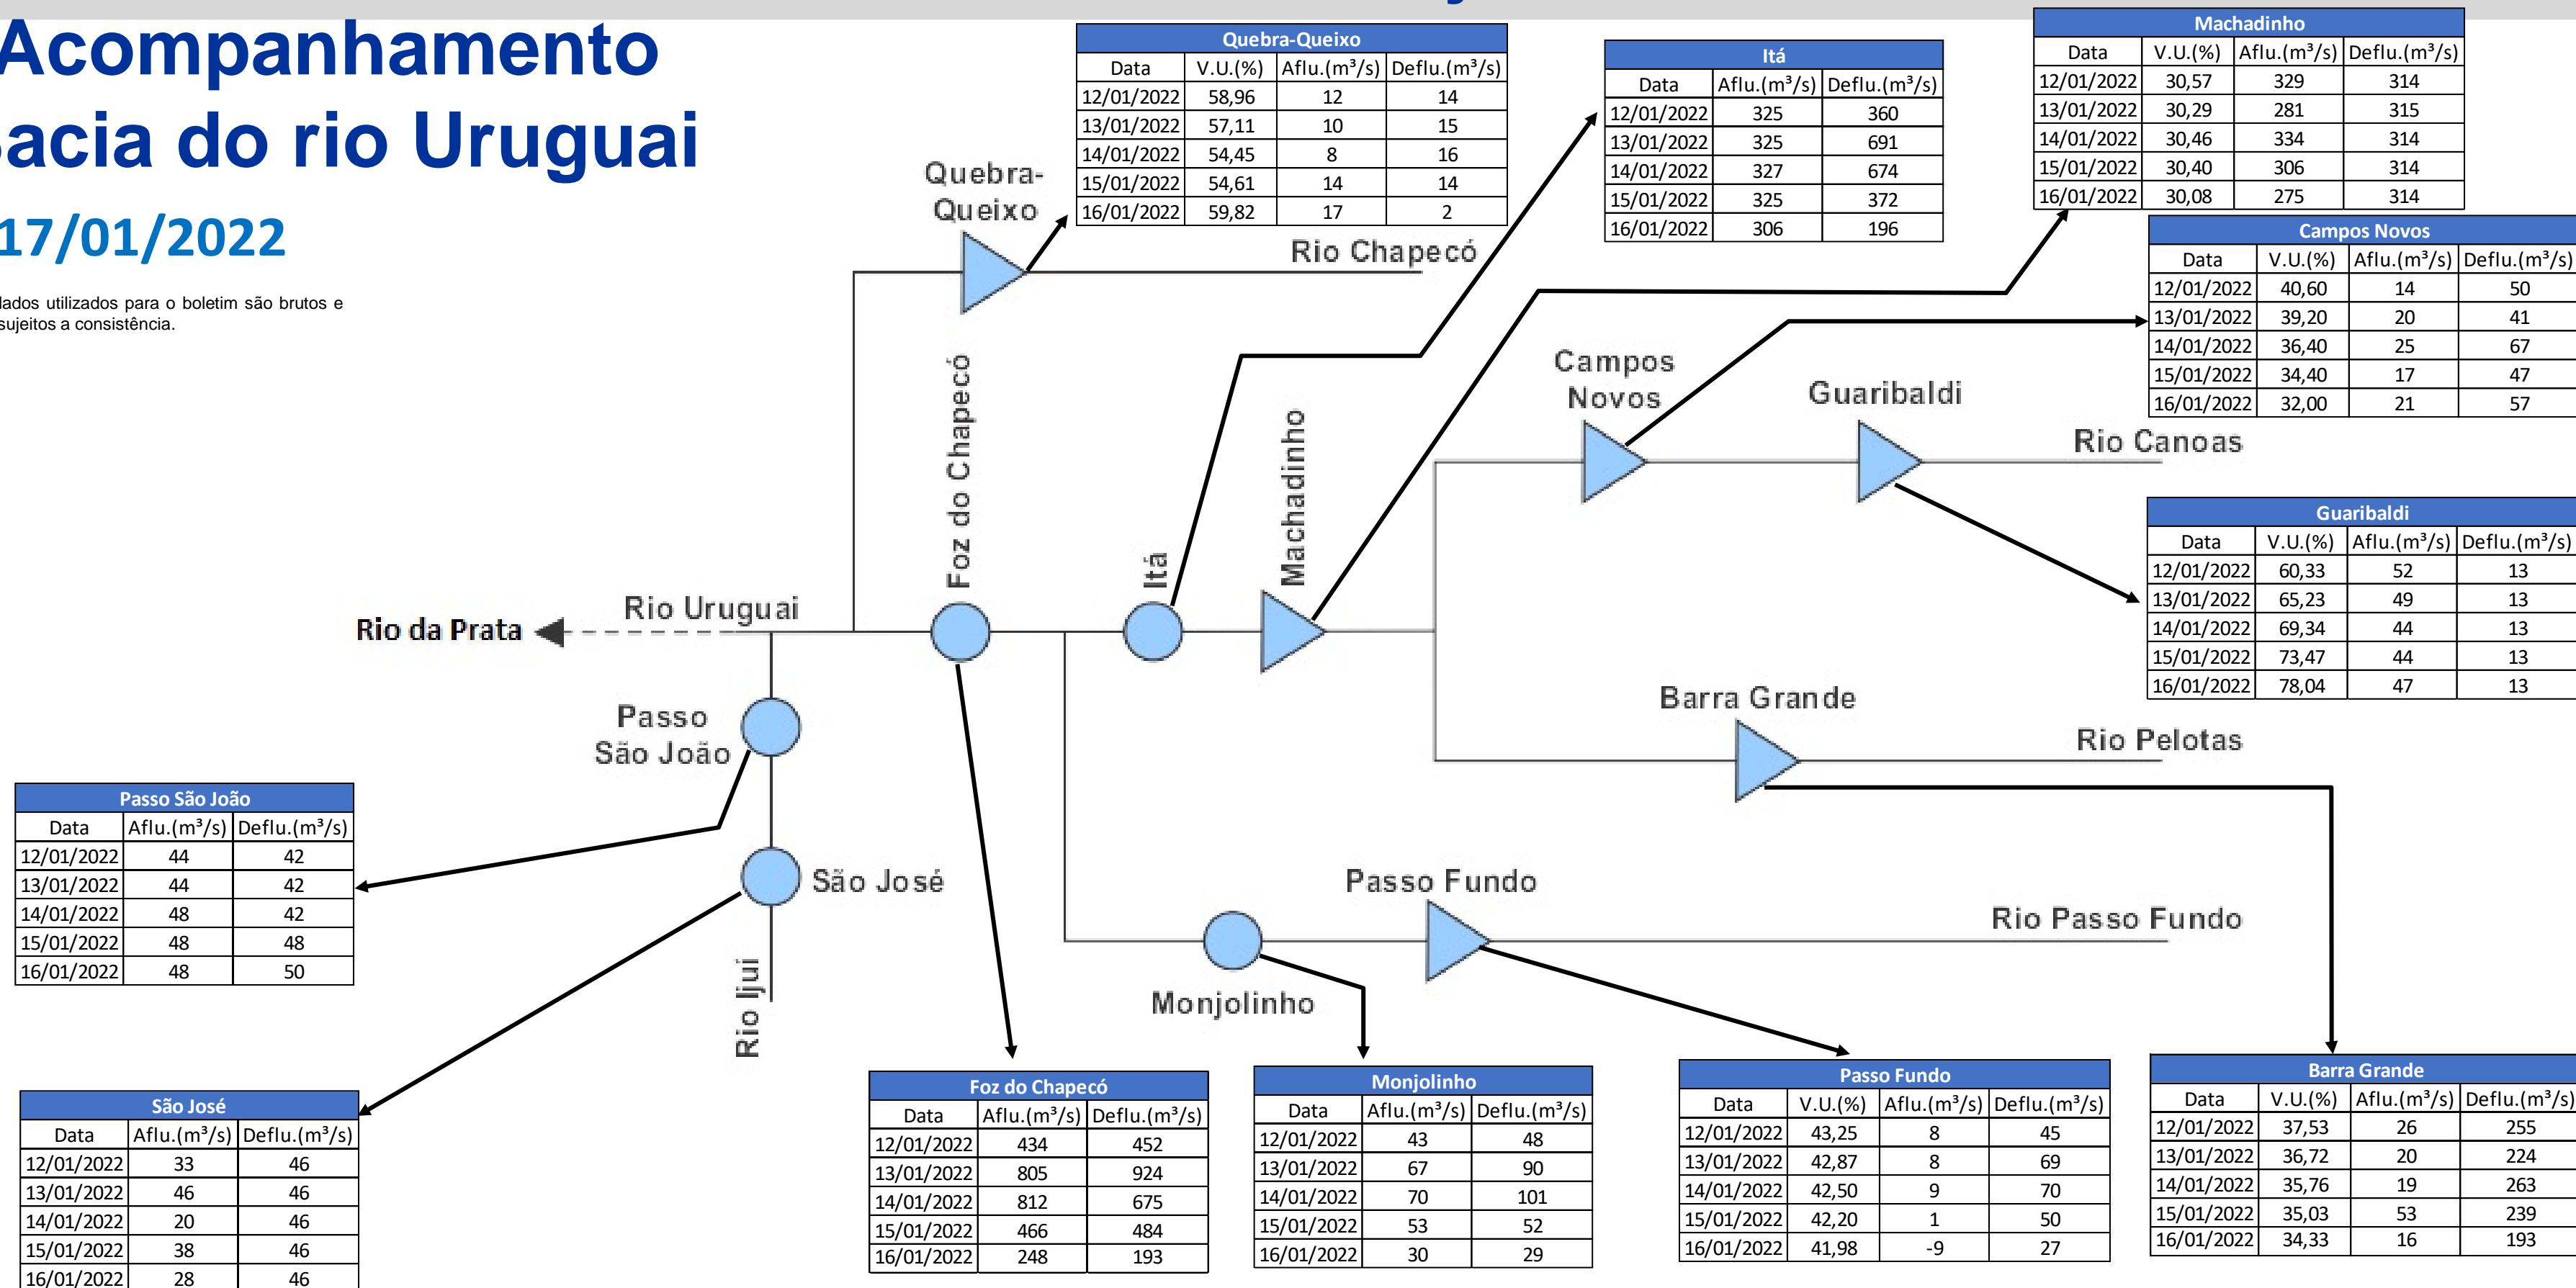 Acompanhamento
Bacia do rio Uruguai
17/01/2022
dados utilizados para o boletim são brutos e
sujeitos a consistência.
Quebra-Queixo
Data V.U.(%) Aflu.(m³/s) Deflu.(m³/s)
12/01/2022 58,96 12 14
13/01/2022 57,11 10 15
14/01/2022 54,45 8 16
15/01/2022 54,61 14 14
16/01/2022 59,82 17 2
Itá
Data Aflu.(m³/s) Deflu.(m³/s)
12/01/2022 325 360
13/01/2022 325 691
14/01/2022 327 674
15/01/2022 325 372
16/01/2022 306 196
Machadinho
Data V.U.(%) Aflu.(m³/s) Deflu.(m³/s)
12/01/2022 30,57 329 314
13/01/2022 30,29 281 315
14/01/2022 30,46 334 314
15/01/2022 30,40 306 314
16/01/2022 30,08 275 314
Campos Novos
Data V.U.(%) Aflu.(m³/s) Deflu.(m³/s)
12/01/2022 40,60 14 50
13/01/2022 39,20 20 41
14/01/2022 36,40 25 67
15/01/2022 34,40 17 47
16/01/2022 32,00 21 57
Quebra-
Queixo
Rio Chapecó
Foz do Chapecó
Itá
Machadinho
Campos
Novos
Guaribaldi
Rio Canoas
Guaribaldi
Data V.U.(%) Aflu.(m³/s) Deflu.(m³/s)
12/01/2022 60,33 52 13
13/01/2022 65,23 49 13
14/01/2022 69,34 44 13
15/01/2022 73,47 44 13
16/01/2022 78,04 47 13
Rio da Prata
Rio Uruguai
Passo
São João
Barra Grande
Rio Pelotas
São José
Rio Ijui
Passo Fundo
Rio Passo Fundo
Monjolinho
Passo São João
Data Aflu.(m³/s) Deflu.(m³/s)
12/01/2022 44 42
13/01/2022 44 42
14/01/2022 48 42
15/01/2022 48 48
16/01/2022 48 50
São José
Data Aflu.(m³/s) Deflu.(m³/s)
12/01/2022 33 46
13/01/2022 46 46
14/01/2022 20 46
15/01/2022 38 46
16/01/2022 28 46
Foz do Chapecó
Data Aflu.(m³/s) Deflu.(m³/s)
12/01/2022 434 452
13/01/2022 805 924
14/01/2022 812 675
15/01/2022 466 484
16/01/2022 248 193
Monjolinho
Data Aflu.(m³/s) Deflu.(m³/s)
12/01/2022 43 48
13/01/2022 67 90
14/01/2022 70 101
15/01/2022 53 52
16/01/2022 30 29
Passo Fundo
Data V.U.(%) Aflu.(m³/s) Deflu.(m³/s)
12/01/2022 43,25 8 45
13/01/2022 42,87 8 69
14/01/2022 42,50 9 70
15/01/2022 42,20 1 50
16/01/2022 41,98 -9 27
Barra Grande
Data V.U.(%) Aflu.(m³/s) Deflu.(m³/s)
12/01/2022 37,53 26 255
13/01/2022 36,72 20 224
14/01/2022 35,76 19 263
15/01/2022 35,03 53 239
16/01/2022 34,33 16 193